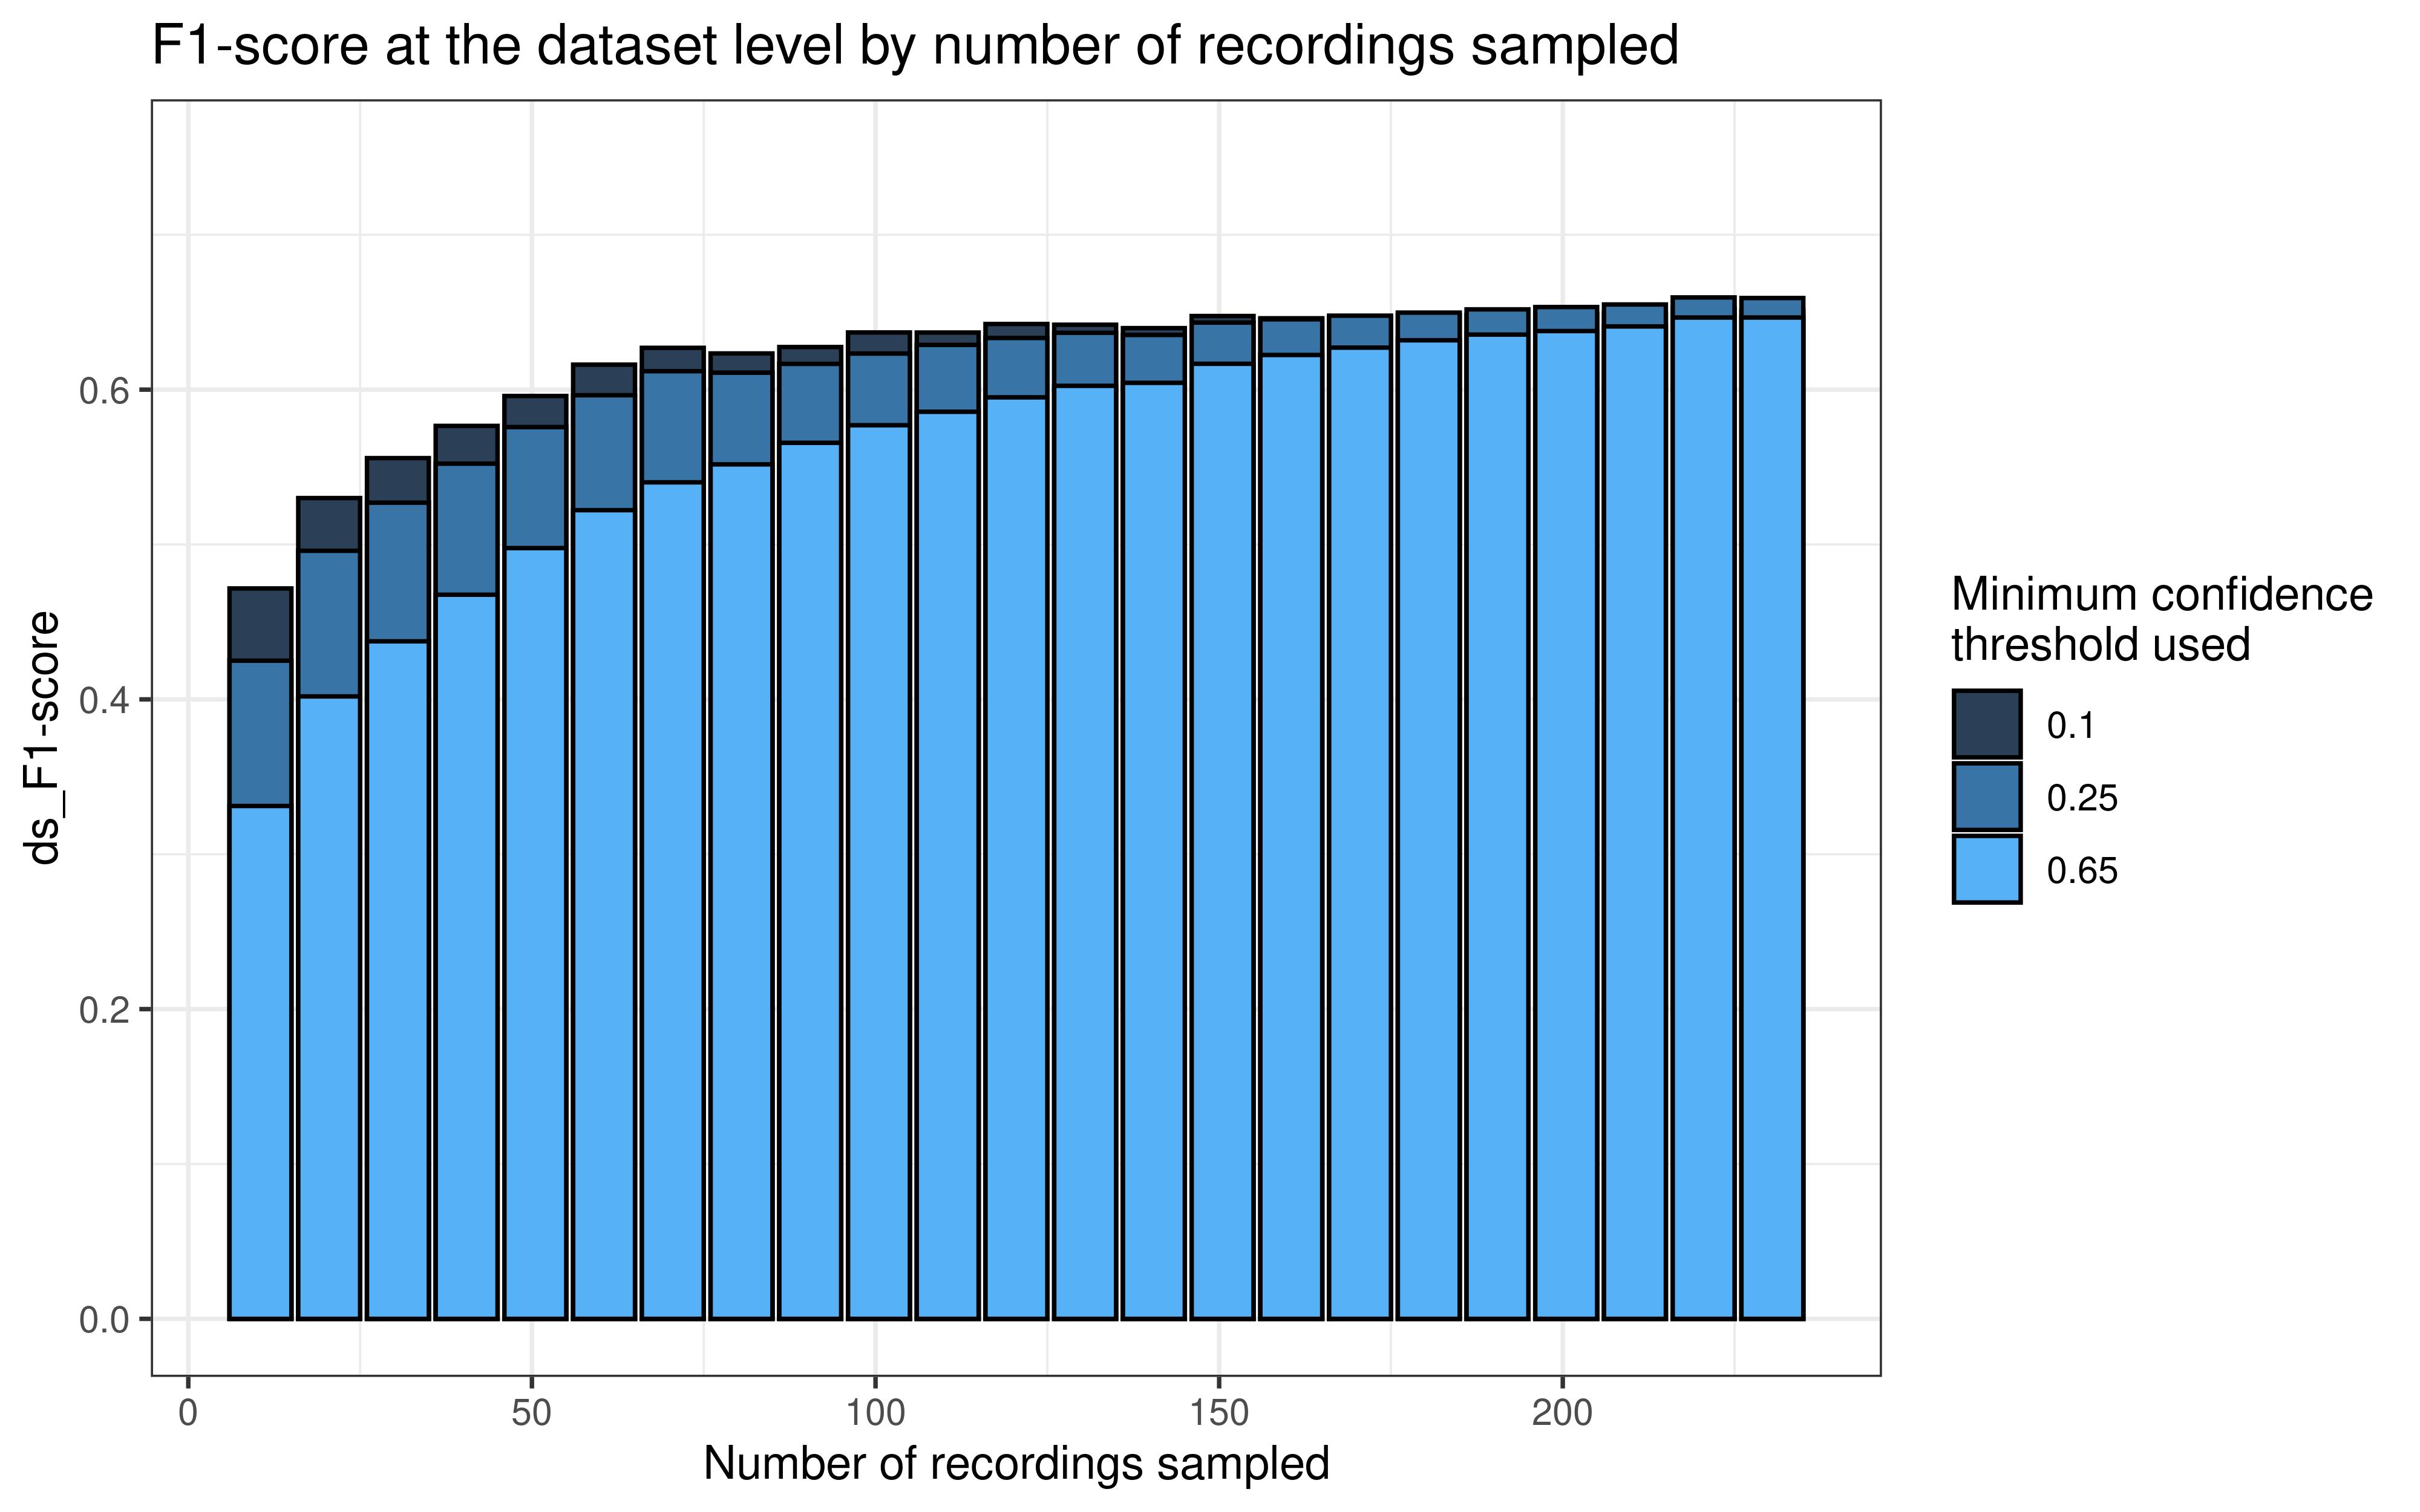 F1-score at the dataset level by number of recordings sampled
ds_F1-score
0.6
0.4
0.2
0.0
0
50
100
150
200
Number of recordings sampled
Minimum confidence
threshold used
0.1
0.25
0.65